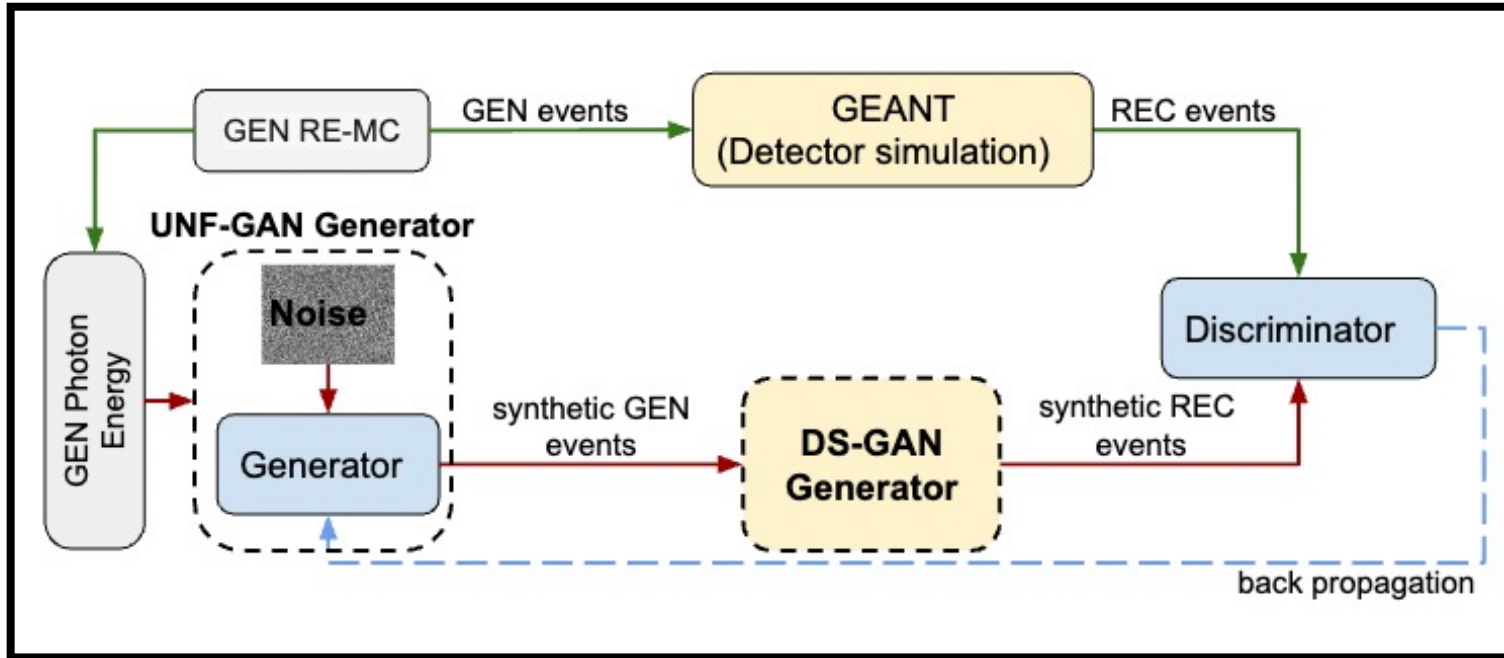 GEN RE-MC
GEN events
GEANT
(Detector simulation)
REC events
UNF-GAN Generator
GEN Photon
Energy
Noise
Generator
synthetic GEN
events
DS-GAN
Generator
synthetic REC
events
Discriminator
back propagation